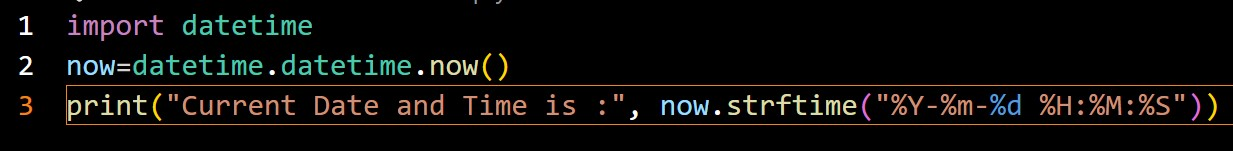 1 import datetime
2 now=datetime.datetime.now()
3 print("Current Date and Time is :", now.strftime("%Y-%m-%d %H:%M:%S"))